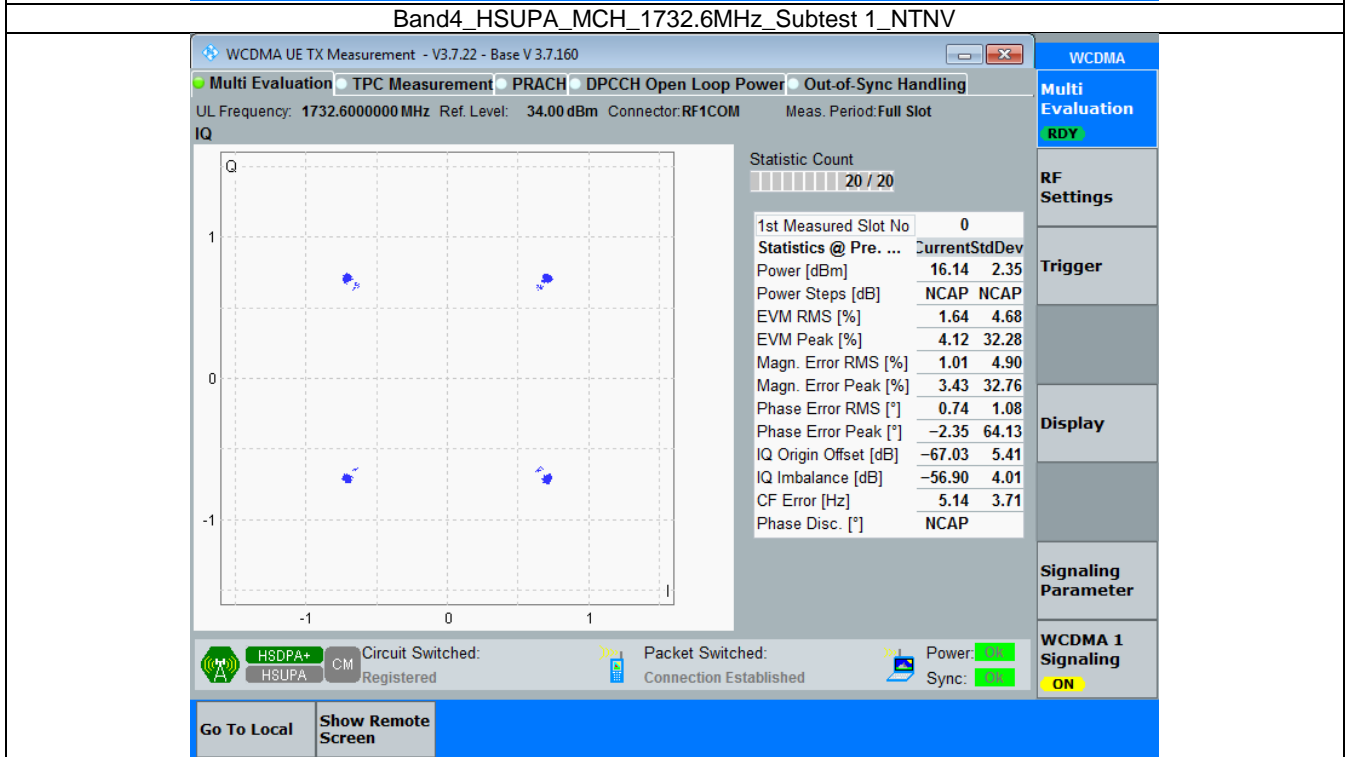 Band4_HSUPA_MCH_1732.6MHz_Subtest 1_NTNV
WCDMA UE TX Measurement - V3.7.22 - Base V 3.7.160
WCDMA
Multi Evaluation TPC Measurement PRACH DPCCH Open Loop Power Out-of-Sync Handling
Multi
Evaluation
RDY
UL Frequency: 1732.6000000 MHz Ref. Level: 34.00 dBm Connector:RF1COM Meas. Period:Full Slot
IQ
Q
1
0
-1
I
-1 0 1
Statistic Count
20 / 20
1st Measured Slot No 0
Statistics @ Pre. ... Current StdDev
Power [dBm] 16.14 2.35
Power Steps [dB] NCAP NCAP
EVM RMS [%] 1.64 4.68
EVM Peak [%] 4.12 32.28
Magn. Error RMS [%] 1.01 4.90
Magn. Error Peak [%] 3.43 32.76
Phase Error RMS [°] 0.74 1.08
Phase Error Peak [°] −2.35 64.13
IQ Origin Offset [dB] −67.03 5.41
IQ Imbalance [dB] −56.90 4.01
CF Error [Hz] 5.14 3.71
Phase Disc. [°] NCAP
RF
Settings
Trigger
Display
Signaling
Parameter
WCDMA 1
Signaling
ON
HSDPA+
HSUPA
CM
Circuit Switched:
Registered
Packet Switched:
Connection Established
Power: Ok
Sync: Ok
Go To Local
Show Remote
Screen